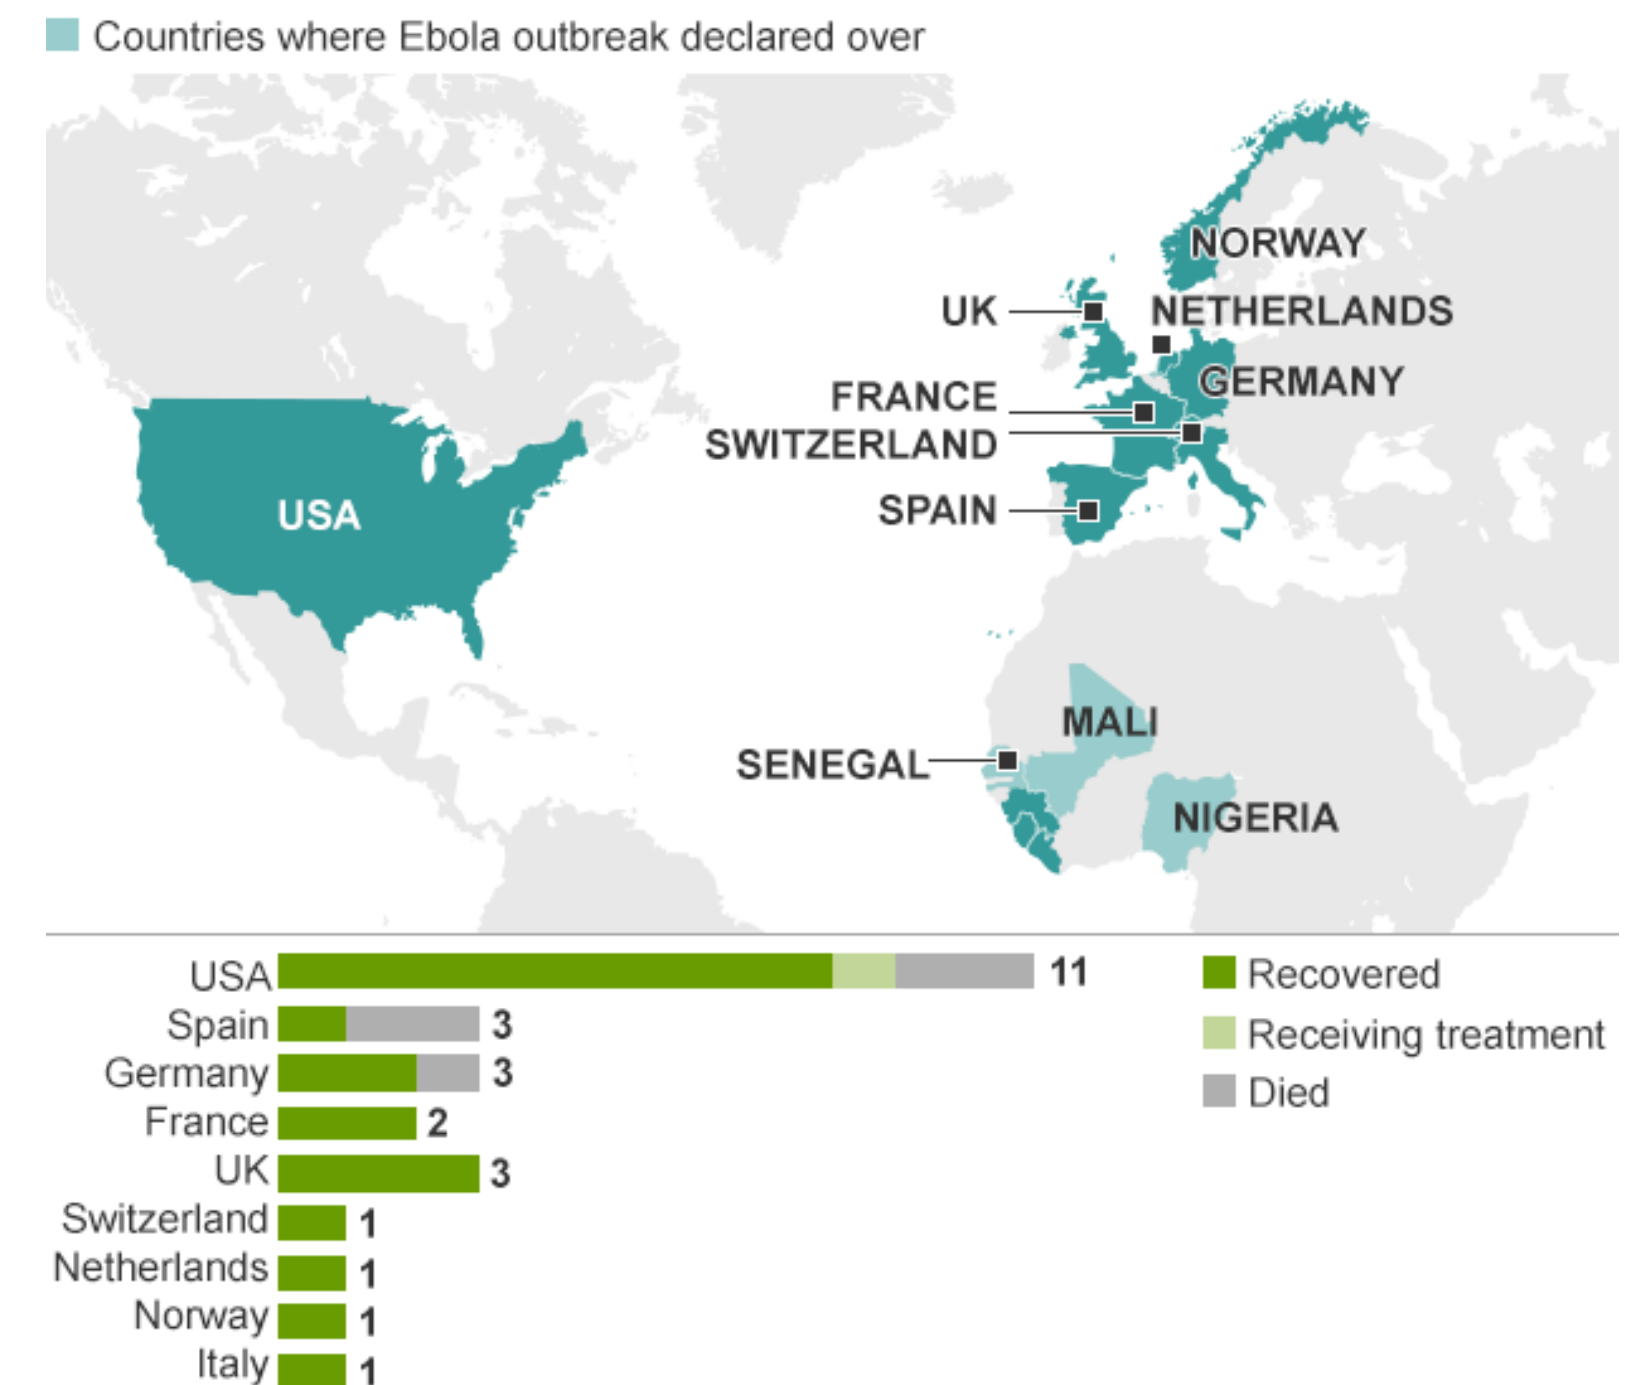 Countries where Ebola outbreak declared over
NORWAY
UK
NETHERLANDS
GERMANY
FRANCE
SWITZERLAND
SPAIN
USA
MALI
SENEGAL
NIGERIA
USA 11
Spain 3
Germany 3
France 2
UK 3
Switzerland 1
Netherlands 1
Norway 1
Italy 1
Recovered
Receiving treatment
Died